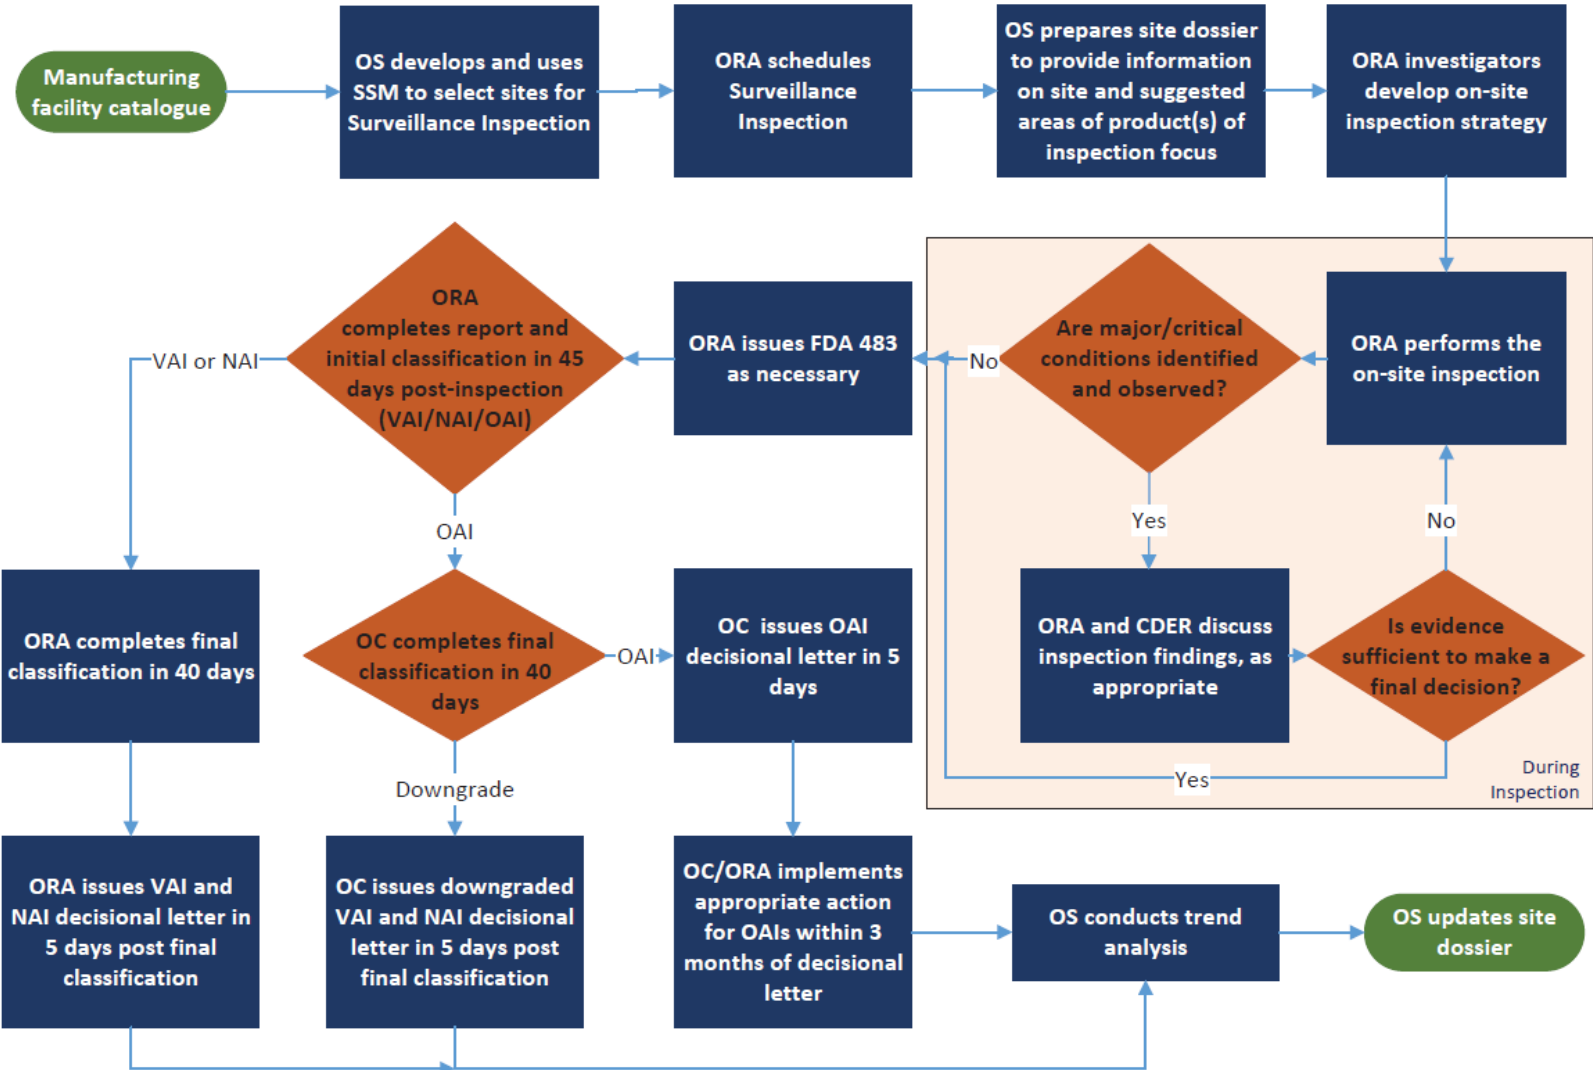 Manufacturing
facility catalogue
OS develops and uses
SSM to select sites for
Surveillance Inspection
ORA schedules
Surveillance
Inspection
OS prepares site dossier
to provide information
on site and suggested
areas of product(s) of
inspection focus
ORA investigators
develop on-site
inspection strategy
ORA
completes report and
initial classification in 45
days post-inspection
(VAI/NAI/OAI)
VAI or NAI
ORA issues FDA 483
as necessary
No
Are major/critical
conditions identified
and observed?
ORA performs the
on-site inspection
OAI
Yes
No
ORA completes final
classification in 40 days
OC completes final
classification in 40
days
OAI
OC issues OAI
decisional letter in 5
days
ORA and CDER discuss
inspection findings, as
appropriate
Is evidence
sufficient to make a
final decision?
Downgrade
Yes
During
Inspection
ORA issues VAI and
NAI decisional letter in
5 days post final
classification
OC issues downgraded
VAI and NAI decisional
letter in 5 days post
final classification
OC/ORA implements
appropriate action
for OAIs within 3
months of decisional
letter
OS conducts trend
analysis
OS updates site
dossier